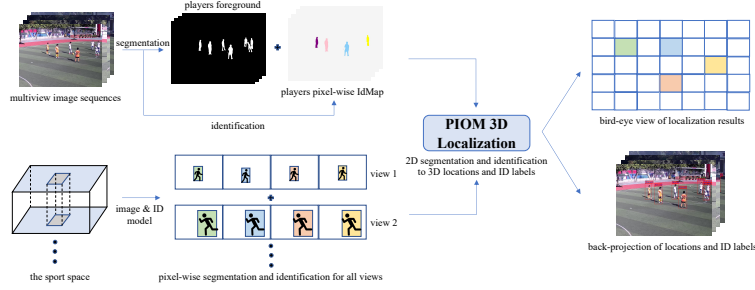 players foreground
segmentation
multiview image sequences
players pixel-wise IdMap
identification
PIOM 3D
Localization
2D segmentation and identification
to 3D locations and ID labels
bird-eye view of localization results
view 1
image & ID
model
view 2
the sport space
pixel-wise segmentation and identification for all views
back-projection of locations and ID labels